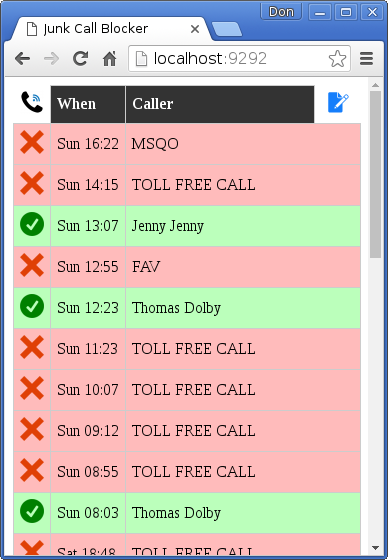 Don
Junk Call Blocker
localhost:9292
When Caller
Sun 16:22 MSQO
Sun 14:15 TOLL FREE CALL
Sun 13:07 Jenny Jenny
Sun 12:55 FAV
Sun 12:23 Thomas Dolby
Sun 11:23 TOLL FREE CALL
Sun 10:07 TOLL FREE CALL
Sun 09:12 TOLL FREE CALL
Sun 08:55 TOLL FREE CALL
Sun 08:03 Thomas Dolby
Sat 18:48 TOLL FREE CALL